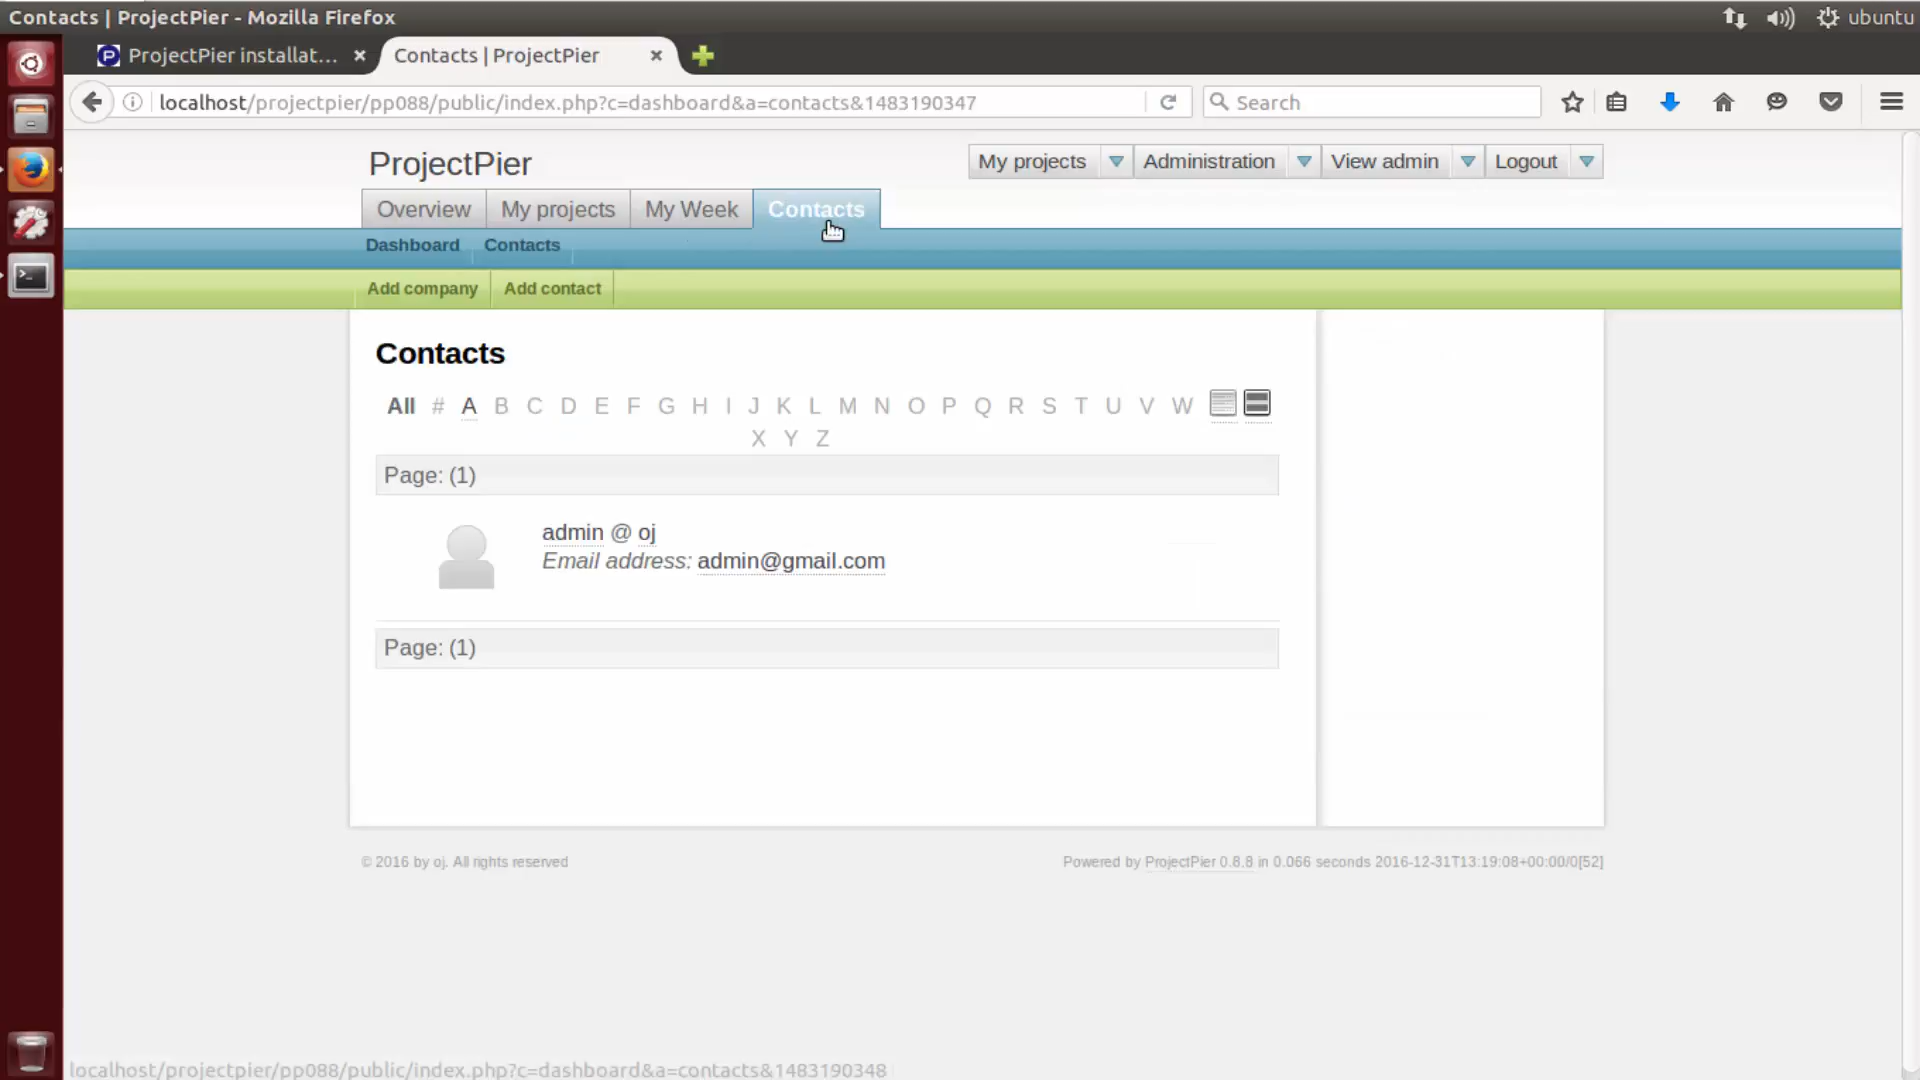 Contacts | ProjectPier - Mozilla Firefox
ubuntu
ProjectPier installat...
Contacts | ProjectPier
localhost/projectpier/pp088/public/index.php?c=dashboard&a=contacts&1483190347
Search
ProjectPier
My projects
Administration
View admin
Logout
Overview
My projects
My Week
Contacts
Dashboard
Contacts
Add company
Add contact
Contacts
All # A B C D E F G H I J K L M N O P Q R S T U V W
X Y Z
Page: (1)
admin @ oj
Email address: admin@gmail.com
Page: (1)
© 2016 by oj. All rights reserved
Powered by ProjectPier 0.8.8 in 0.066 seconds 2016-12-31T13:19:08+00:00/0[52]
localhost/projectpier/pp088/public/index.php?c=dashboard&a=contacts&1483190348